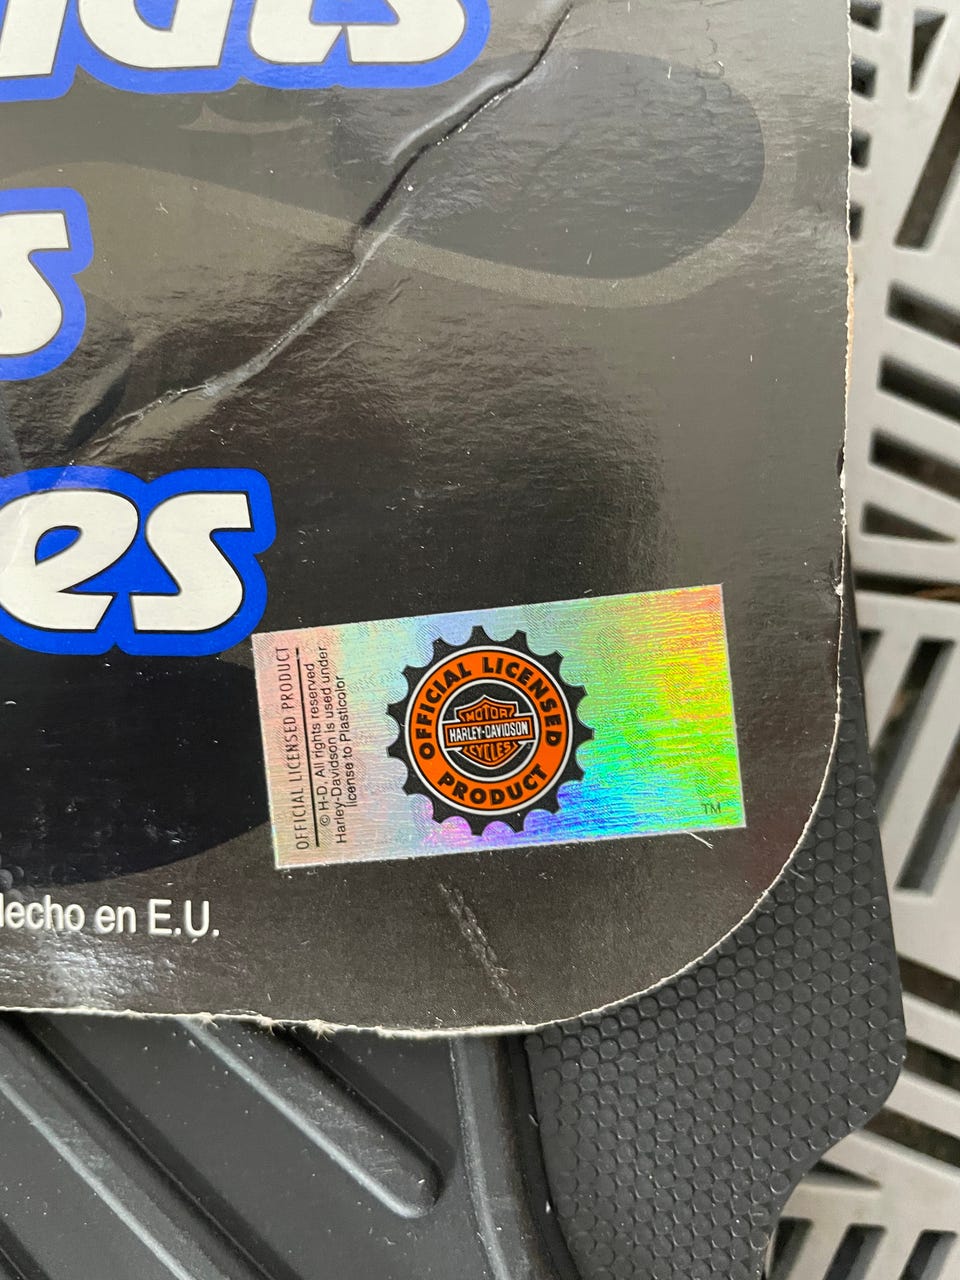 es
OFFICIAL LICENSED PRODUCT
© H-D. All rights reserved
Harley-Davidson is used under
license to Plasticolor
OFFICIAL LICENSED
MOTOR
HARLEY-DAVIDSON
CYCLES
PRODUCT
TM
en E.U.